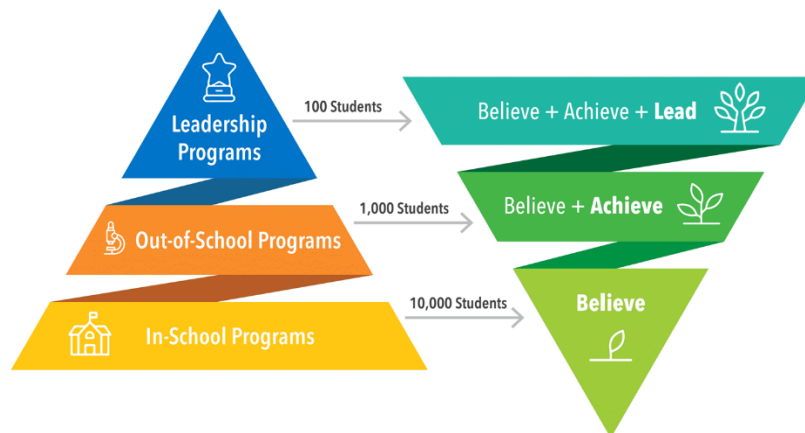 Leadership
Programs
100 Students
Believe + Achieve + Lead
Out-of-School Programs
1,000 Students
Believe + Achieve
In-School Programs
10,000 Students
Believe